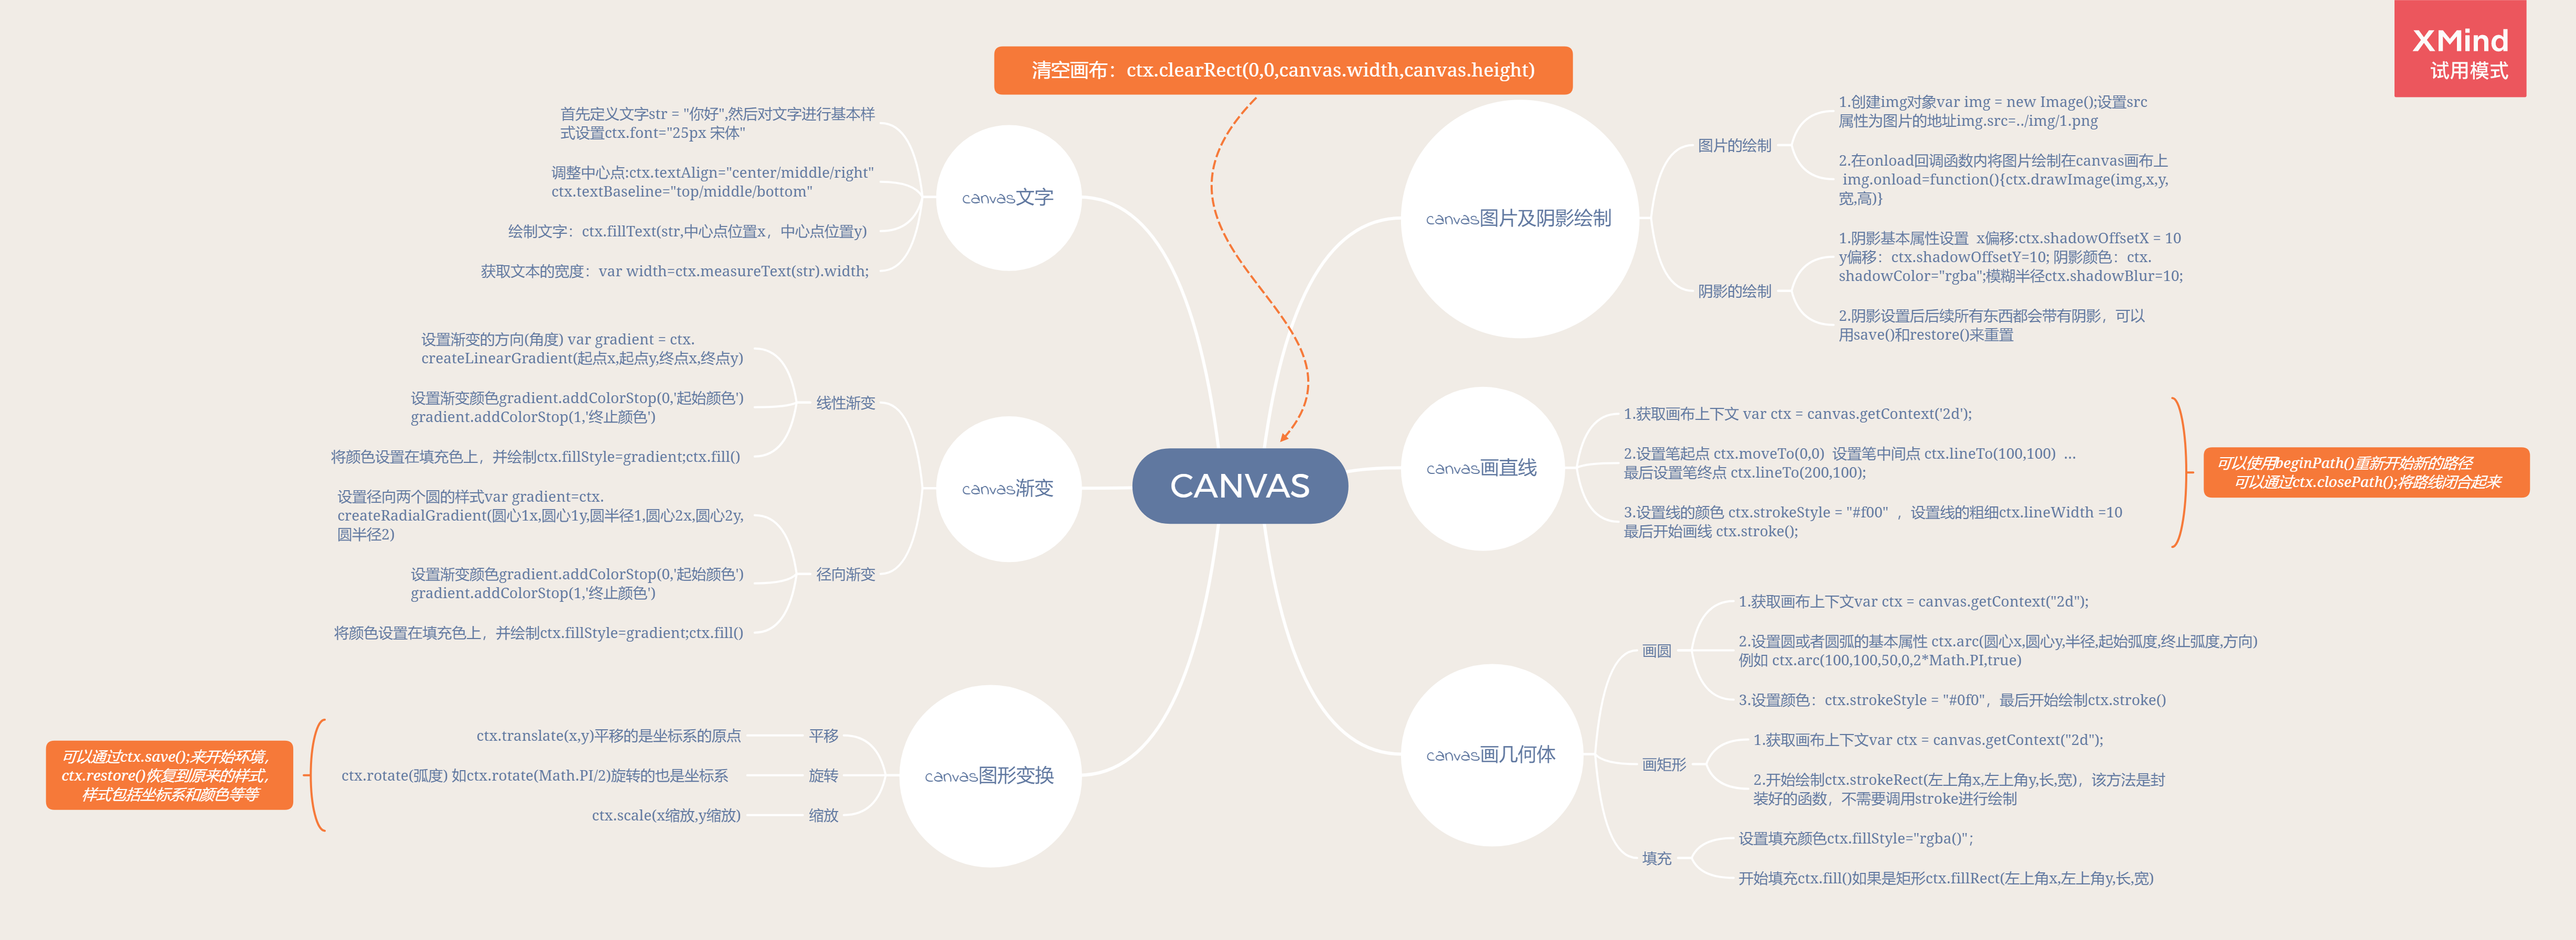 XMind
试用模式
清空画布：ctx.clearRect(0,0,canvas.width,canvas.height)
CANVAS
canvas文字
首先定义文字str = "你好",然后对文字进行基本样
式设置ctx.font="25px 宋体"
调整中心点:ctx.textAlign="center/middle/right"
ctx.textBaseline="top/middle/bottom"
绘制文字：ctx.fillText(str,中心点位置x，中心点位置y)
获取文本的宽度：var width=ctx.measureText(str).width;
canvas渐变
线性渐变
设置渐变的方向(角度) var gradient = ctx.
createLinearGradient(起点x,起点y,终点x,终点y)
设置渐变颜色gradient.addColorStop(0,'起始颜色')
gradient.addColorStop(1,'终止颜色')
将颜色设置在填充色上，并绘制ctx.fillStyle=gradient;ctx.fill()
径向渐变
设置径向两个圆的样式var gradient=ctx.
createRadialGradient(圆心1x,圆心1y,圆半径1,圆心2x,圆心2y,
圆半径2)
设置渐变颜色gradient.addColorStop(0,'起始颜色')
gradient.addColorStop(1,'终止颜色')
将颜色设置在填充色上，并绘制ctx.fillStyle=gradient;ctx.fill()
canvas图形变换
平移
ctx.translate(x,y)平移的是坐标系的原点
旋转
ctx.rotate(弧度) 如ctx.rotate(Math.PI/2)旋转的也是坐标系
缩放
ctx.scale(x缩放,y缩放)
可以通过ctx.save();来开始环境，
ctx.restore()恢复到原来的样式，
样式包括坐标系和颜色等等
canvas图片及阴影绘制
图片的绘制
1.创建img对象var img = new Image();设置src
属性为图片的地址img.src=../img/1.png
2.在onload回调函数内将图片绘制在canvas画布上
img.onload=function(){ctx.drawImage(img,x,y,
宽,高)}
阴影的绘制
1.阴影基本属性设置 x偏移:ctx.shadowOffsetX = 10
y偏移：ctx.shadowOffsetY=10; 阴影颜色：ctx.
shadowColor="rgba";模糊半径ctx.shadowBlur=10;
2.阴影设置后后续所有东西都会带有阴影，可以
用save()和restore()来重置
canvas画直线
1.获取画布上下文 var ctx = canvas.getContext('2d');
2.设置笔起点 ctx.moveTo(0,0) 设置笔中间点 ctx.lineTo(100,100) ...
最后设置笔终点 ctx.lineTo(200,100);
3.设置线的颜色 ctx.strokeStyle = "#f00" ，设置线的粗细ctx.lineWidth =10
最后开始画线 ctx.stroke();
可以使用beginPath()重新开始新的路径
可以通过ctx.closePath();将路线闭合起来
canvas画几何体
画圆
1.获取画布上下文var ctx = canvas.getContext("2d");
2.设置圆或者圆弧的基本属性 ctx.arc(圆心x,圆心y,半径,起始弧度,终止弧度,方向)
例如 ctx.arc(100,100,50,0,2*Math.PI,true)
3.设置颜色：ctx.strokeStyle = "#0f0"，最后开始绘制ctx.stroke()
画矩形
1.获取画布上下文var ctx = canvas.getContext("2d");
2.开始绘制ctx.strokeRect(左上角x,左上角y,长,宽)，该方法是封
装好的函数，不需要调用stroke进行绘制
填充
设置填充颜色ctx.fillStyle="rgba()"；
开始填充ctx.fill()如果是矩形ctx.fillRect(左上角x,左上角y,长,宽)